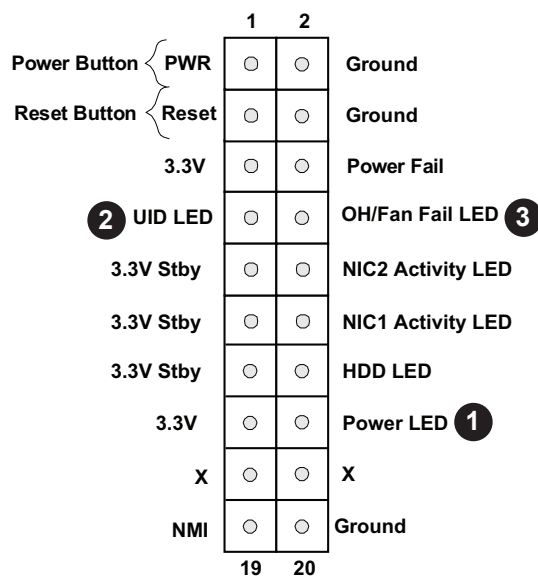 1 2
Power Button PWR Ground
Reset Button Reset Ground
3.3V Power Fail
2 UID LED OH/Fan Fail LED 3
3.3V Stby NIC2 Activity LED
3.3V Stby NIC1 Activity LED
3.3V Stby HDD LED
3.3V Power LED 1
X X
NMI Ground
19 20